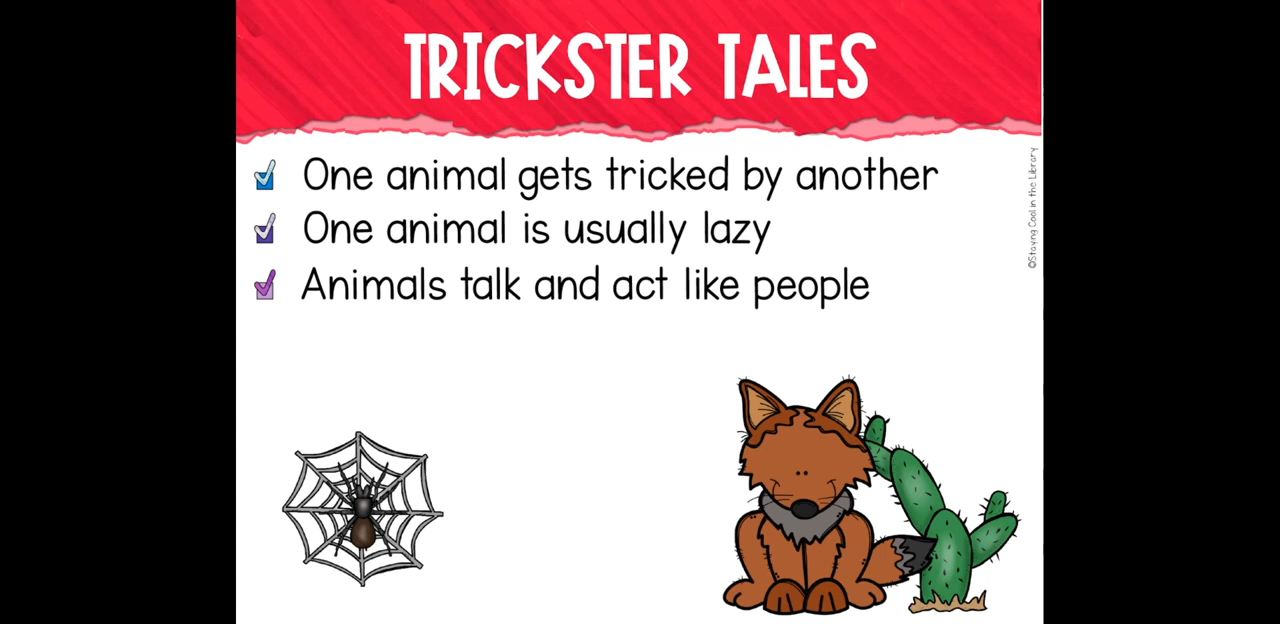 TRICKSTER TALES
One animal gets tricked by another
One animal is usually lazy
Animals talk and act like people
©Staying Cool in the Library